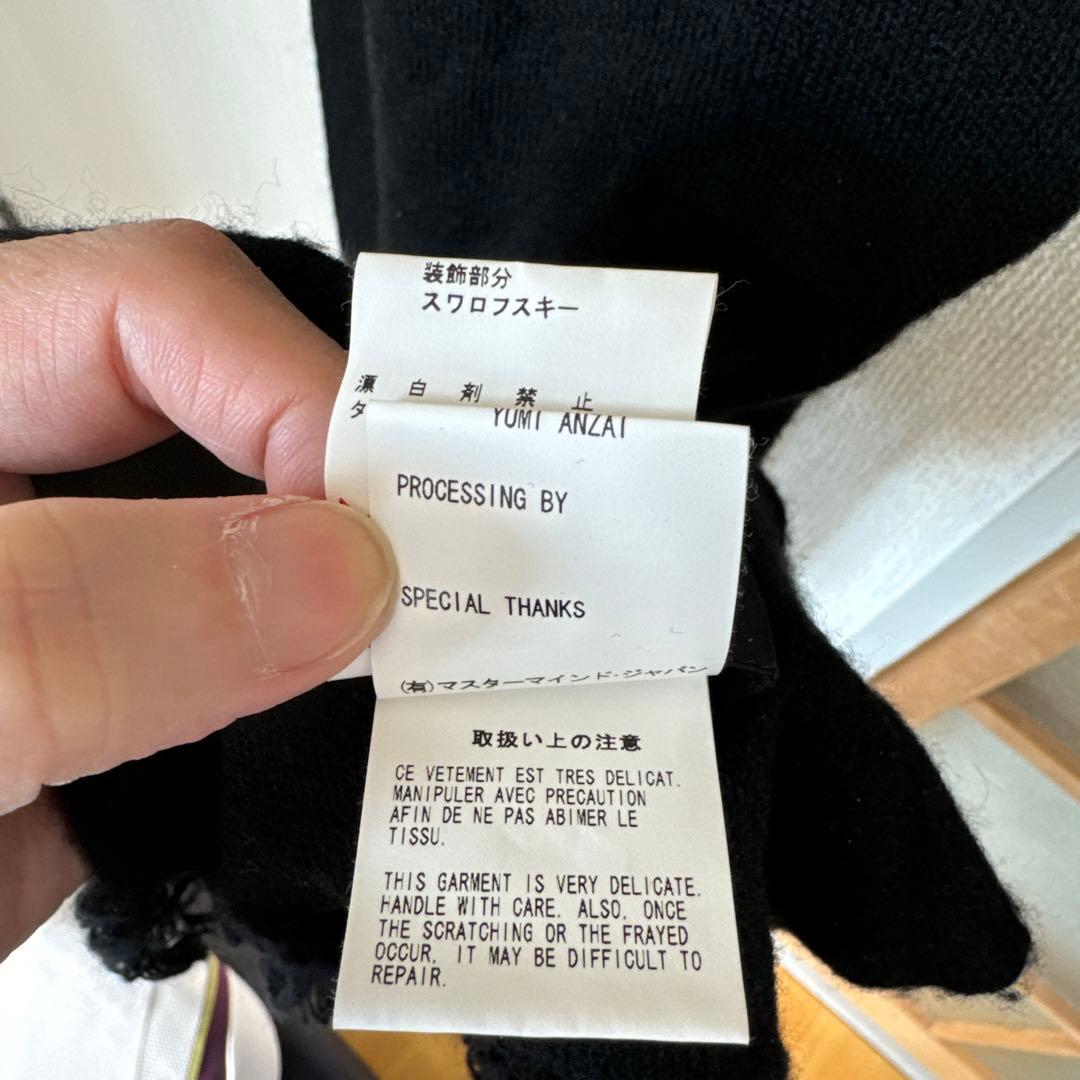 装飾部分
スワロフスキー
漂白剤禁止
タ
YUMI ANZAI
PROCESSING BY
SPECIAL THANKS
(有)マスターマインド・ジャパン
取扱い上の注意
CE VETEMENT EST TRES DELICAT.
MANIPULER AVEC PRECAUTION
AFIN DE NE PAS ABIMER LE
TISSU.
THIS GARMENT IS VERY DELICATE.
HANDLE WITH CARE. ALSO, ONCE
THE SCRATCHING OR THE FRAYED
OCCUR, IT MAY BE DIFFICULT TO
REPAIR.